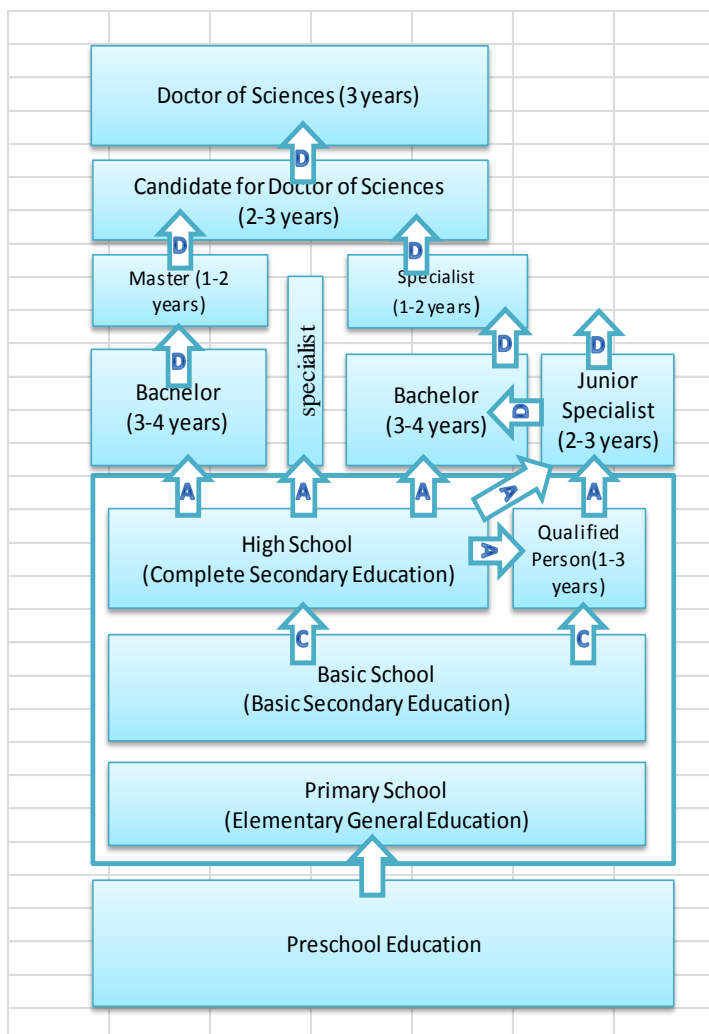 Doctor of Sciences (3 years)
D
Candidate for Doctor of Sciences
(2-3 years)
D
D
Master (1-2
years)
Specialist
(1-2 years)
specialist
D
D
D
Bachelor
(3-4 years)
Bachelor
(3-4 years)
D
Junior
Specialist
(2-3 years)
A
A
A
A
A
High School
(Complete Secondary Education)
A
Qualified
Person(1-3
years)
C
C
Basic School
(Basic Secondary Education)
Primary School
(Elementary General Education)
Preschool Education